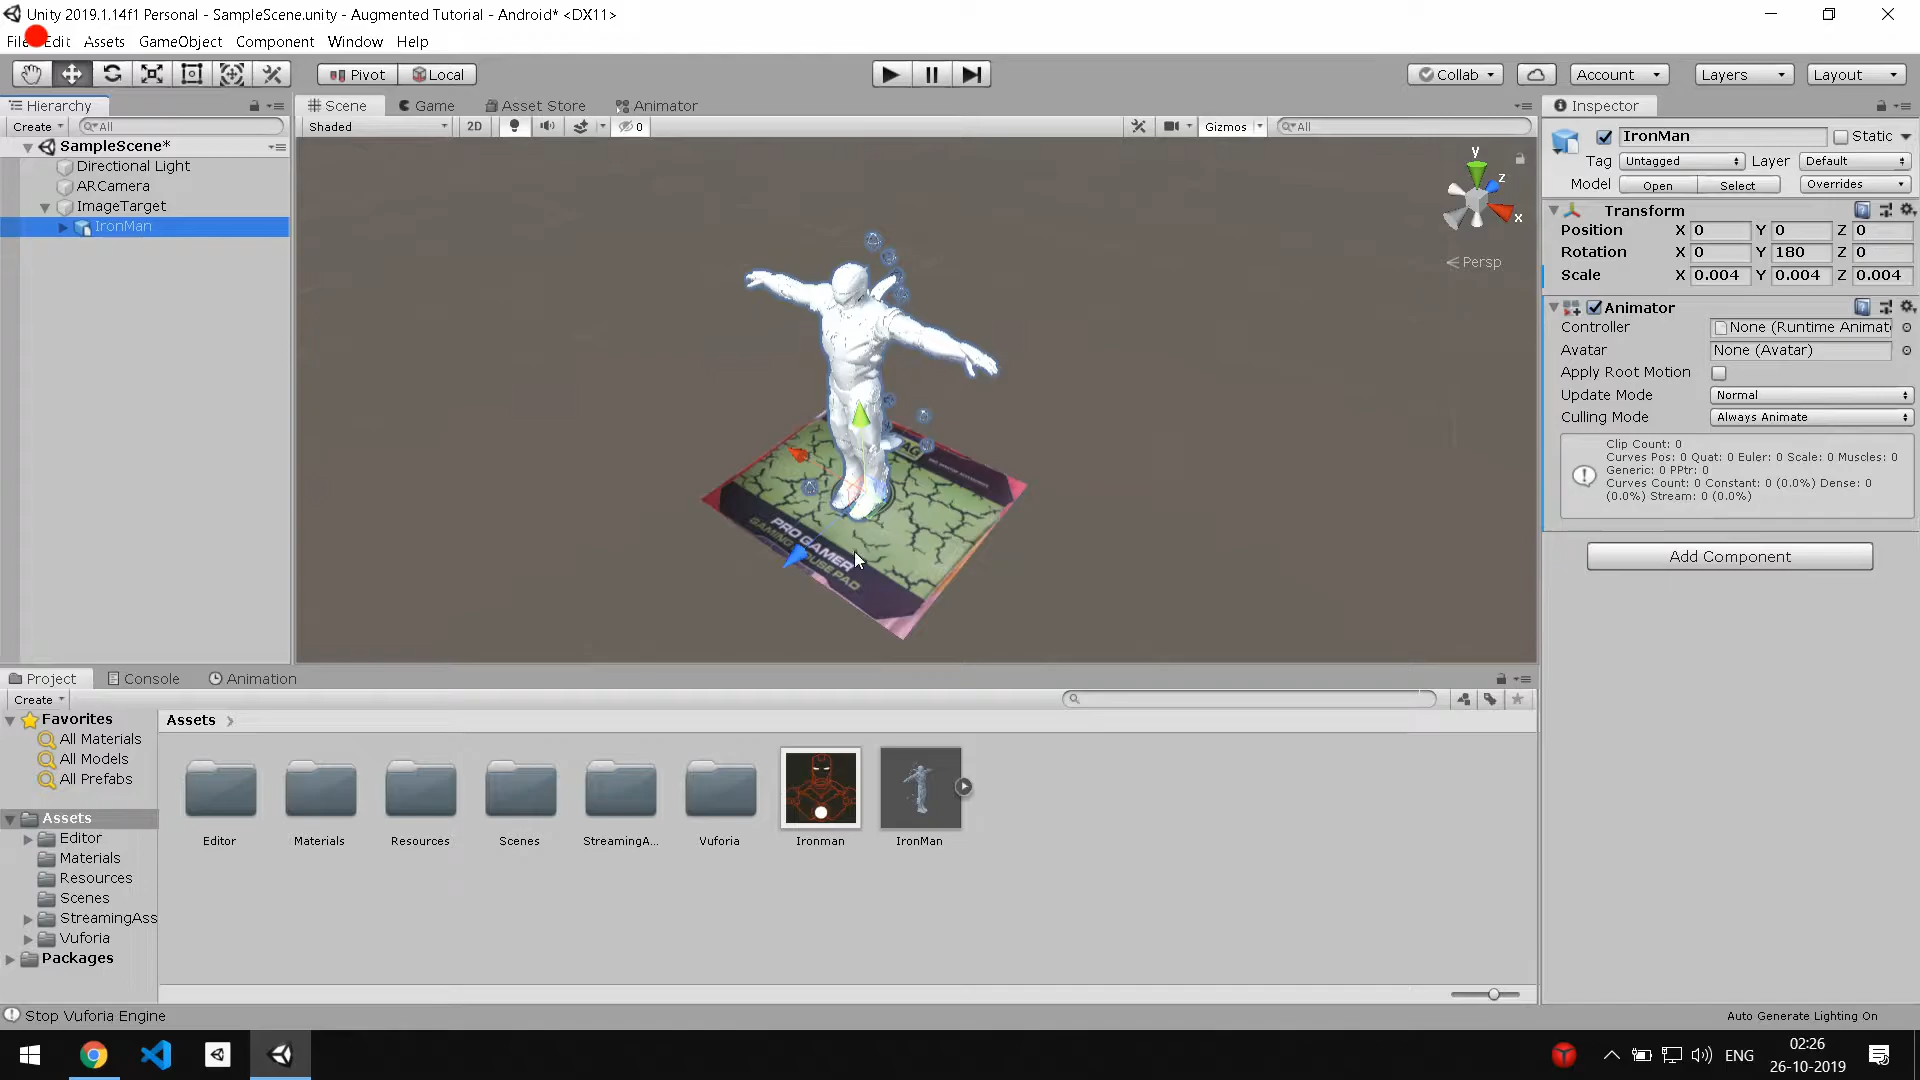 Unity 2019.1.14f1 Personal - SampleScene.unity - Augmented Tutorial - Android* <DX11>
File Edit Assets GameObject Component Window Help
Pivot Local Collab Account Layers Layout
Hierarchy Scene Game Asset Store Animator Inspector
Create All Shaded 2D 0 Gizmos All
SampleScene*
Directional Light
ARCamera
ImageTarget
IronMan
y
z
x
Persp
PRO GAMER
IronMan Static
Tag Untagged Layer Default
Model Open Select Overrides
Transform
Position X 0 Y 0 Z 0
Rotation X 0 Y 180 Z 0
Scale X 0.004 Y 0.004 Z 0.004
Animator
Controller None (Runtime Animat
Avatar None (Avatar)
Apply Root Motion
Update Mode Normal
Culling Mode Always Animate
Clip Count: 0
Curves Pos: 0 Quat: 0 Euler: 0 Scale: 0 Muscles: 0
Generic: 0 PPtr: 0
Curves Count: 0 Constant: 0 (0.0%) Dense: 0
(0.0%) Stream: 0 (0.0%)
Add Component
Project Console Animation
Create
Favorites
All Materials
All Models
All Prefabs
Assets
Editor
Materials
Resources
Scenes
StreamingAss
Vuforia
Packages
Assets
Editor Materials Resources Scenes StreamingA... Vuforia Ironman IronMan
Stop Vuforia Engine
Auto Generate Lighting On
ENG
02:26
26-10-2019